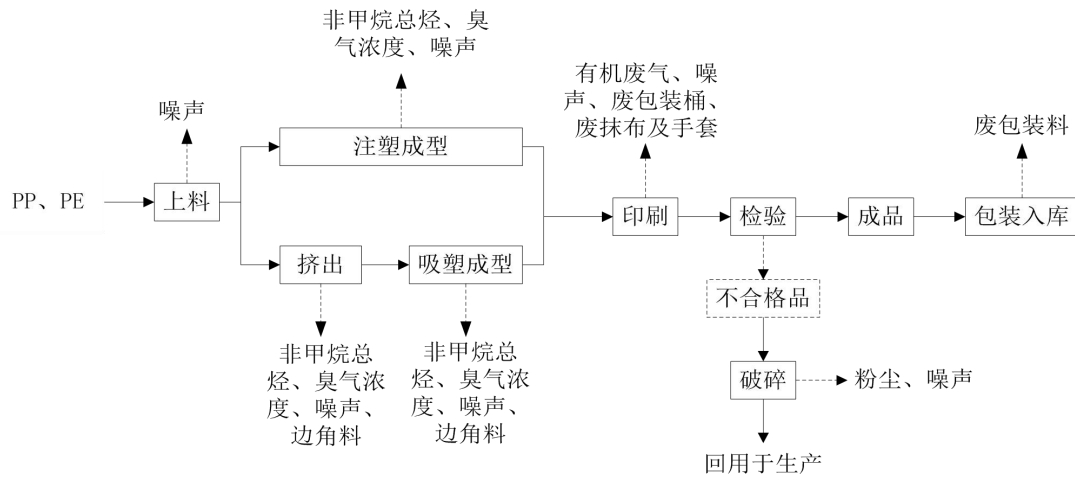 非甲烷总烃、臭
气浓度、噪声
有机废气、噪
声、废包装桶、
废抹布及手套
噪声
废包装料
注塑成型
PP、PE
上料
印刷
检验
成品
包装入库
挤出
吸塑成型
不合格品
非甲烷总
烃、臭气浓
度、噪声、
边角料
非甲烷总
烃、臭气浓
度、噪声、
边角料
破碎
粉尘、噪声
回用于生产